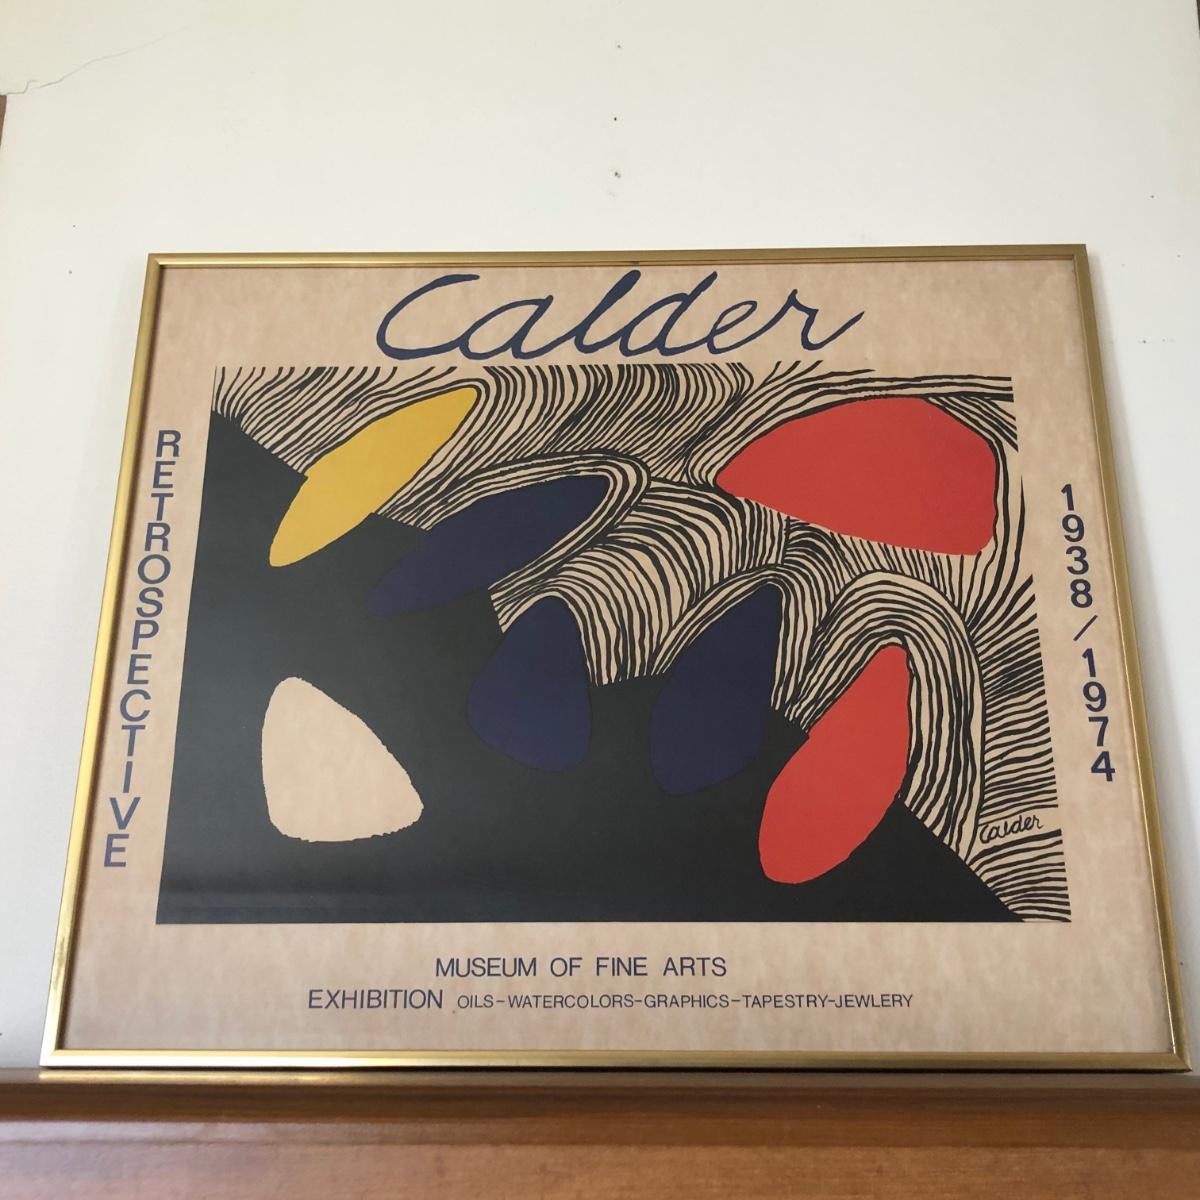 Calder
RETROSPECTIVE
1938/1974
Calder
MUSEUM OF FINE ARTS
EXHIBITION OILS-WATERCOLORS-GRAPHICS-TAPESTRY-JEWLERY